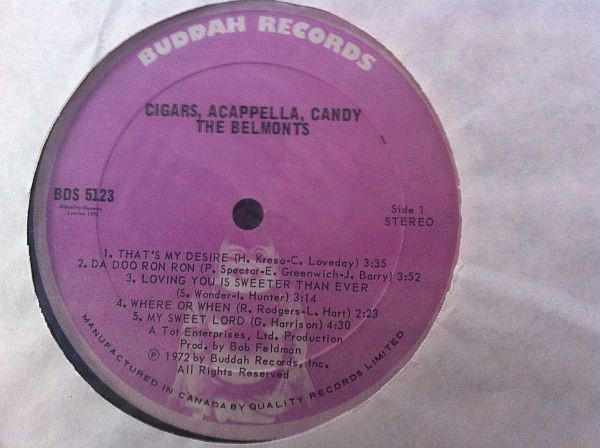 BUDDAH RECORDS
CIGARS, ACAPPELLA, CANDY
THE BELMONTS
BDS 5123
©Quality Records
Limited 1972
Side 1
STEREO
1. THAT'S MY DESIRE (H. Kresa-C. Loveday) 3:35
2. DA DOO RON RON (P. Spector-E. Greenwich-J. Barry) 3:52
3. LOVING YOU IS SWEETER THAN EVER
(S. Wonder-I. Hunter) 3:14
4. WHERE OR WHEN (R. Rodgers-L. Hart) 2:23
5. MY SWEET LORD (G. Harrison) 4:30
A Tot Enterprises, Ltd. Production
Prod. by Bob Feldman
℗ 1972 by Buddah Records, Inc.
All Rights Reserved
MANUFACTURED IN CANADA BY QUALITY RECORDS LIMITED